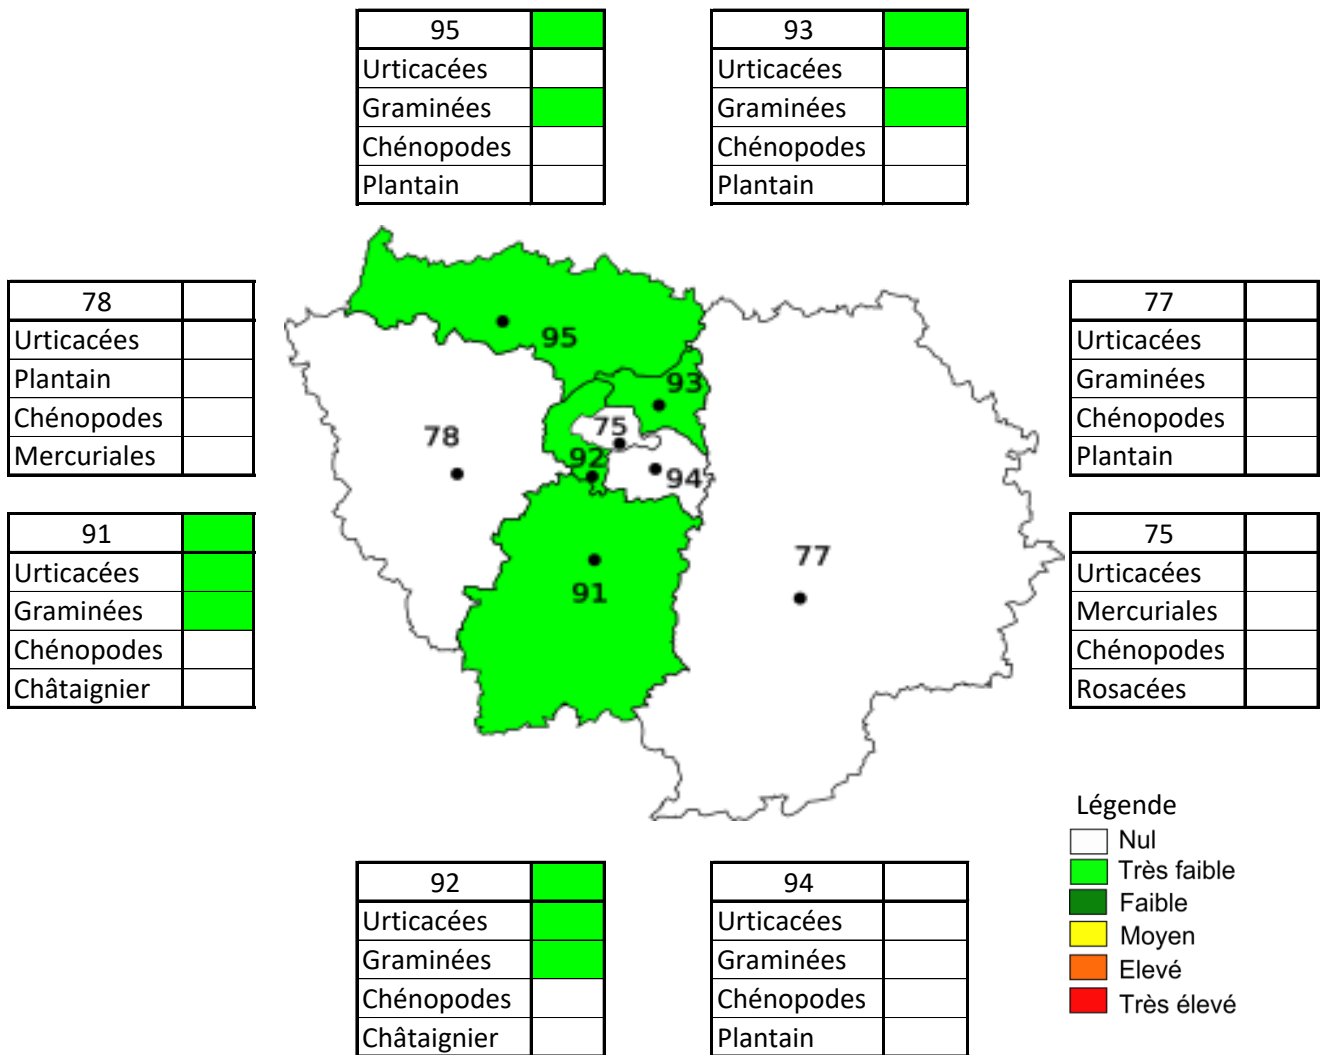 95
Urticacées
Graminées
Chénopodes
Plantain
93
Urticacées
Graminées
Chénopodes
Plantain
78
Urticacées
Plantain
Chénopodes
Mercuriales
91
Urticacées
Graminées
Chénopodes
Châtaignier
95
93
75
78
92
94
77
91
77
Urticacées
Graminées
Chénopodes
Plantain
75
Urticacées
Mercuriales
Chénopodes
Rosacées
92
Urticacées
Graminées
Chénopodes
Châtaignier
94
Urticacées
Graminées
Chénopodes
Plantain
Légende
Nul
Très faible
Faible
Moyen
Elevé
Très élevé